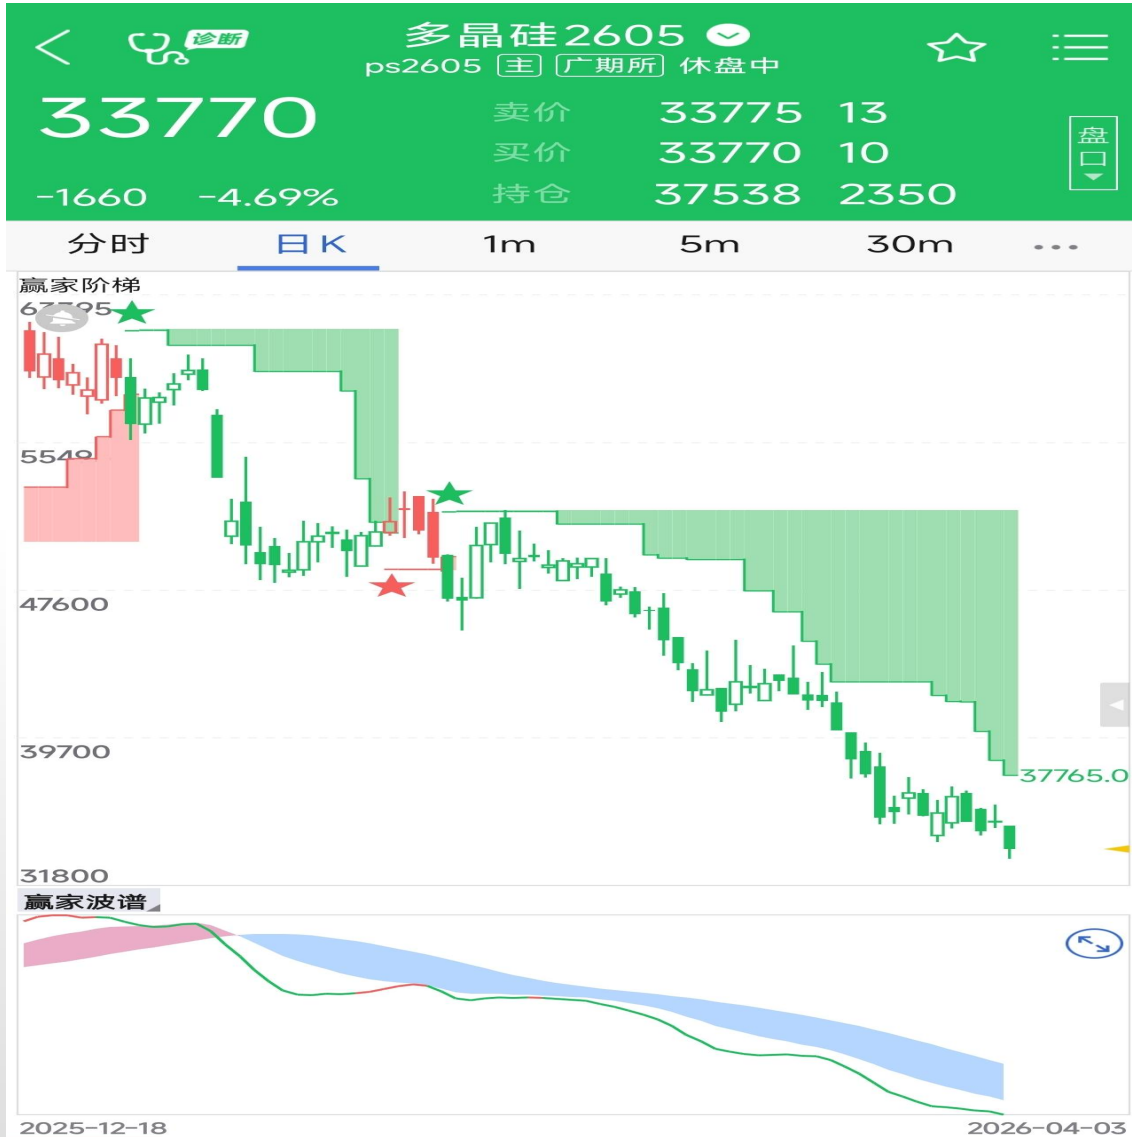 诊断
多晶硅2605
ps2605 主 广期所 休盘中
33770
卖价 33775 13
买价 33770 10
-1660 -4.69%
持仓 37538 2350
盘口
分时 日K 1m 5m 30m
赢家阶梯
47600
39700
37765.0
31800
赢家波谱
2025-12-18 2026-04-03